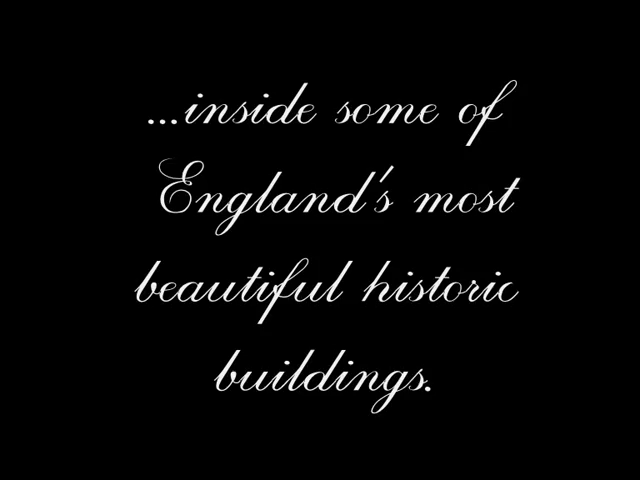 ...inside some of
England's most
beautiful historic
buildings.